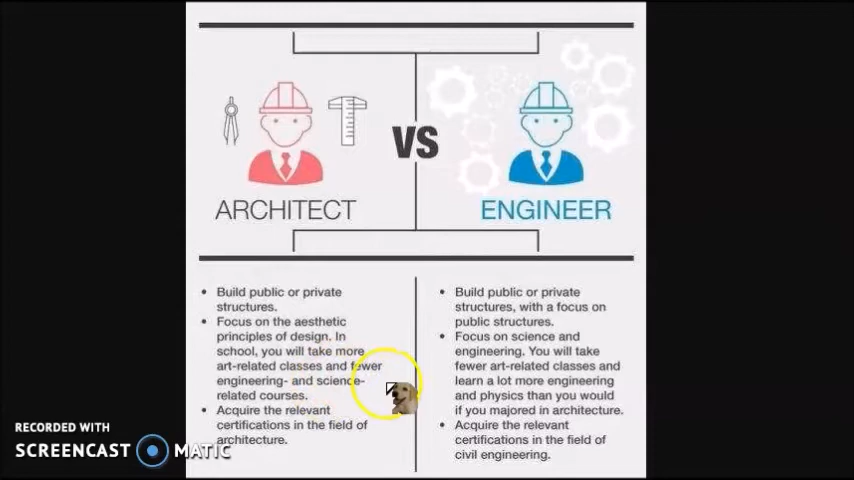 VS
ARCHITECT
ENGINEER
• Build public or private
structures.
• Focus on the aesthetic
principles of design. In
school, you will take more
art-related classes and fewer
engineering- and science-
related courses.
• Acquire the relevant
certifications in the field of
architecture.
• Build public or private
structures, with a focus on
public structures.
• Focus on science and
engineering. You will take
fewer art-related classes and
learn a lot more engineering
and physics than you would
if you majored in architecture.
• Acquire the relevant
certifications in the field of
civil engineering.
RECORDED WITH
SCREENCAST MATIC